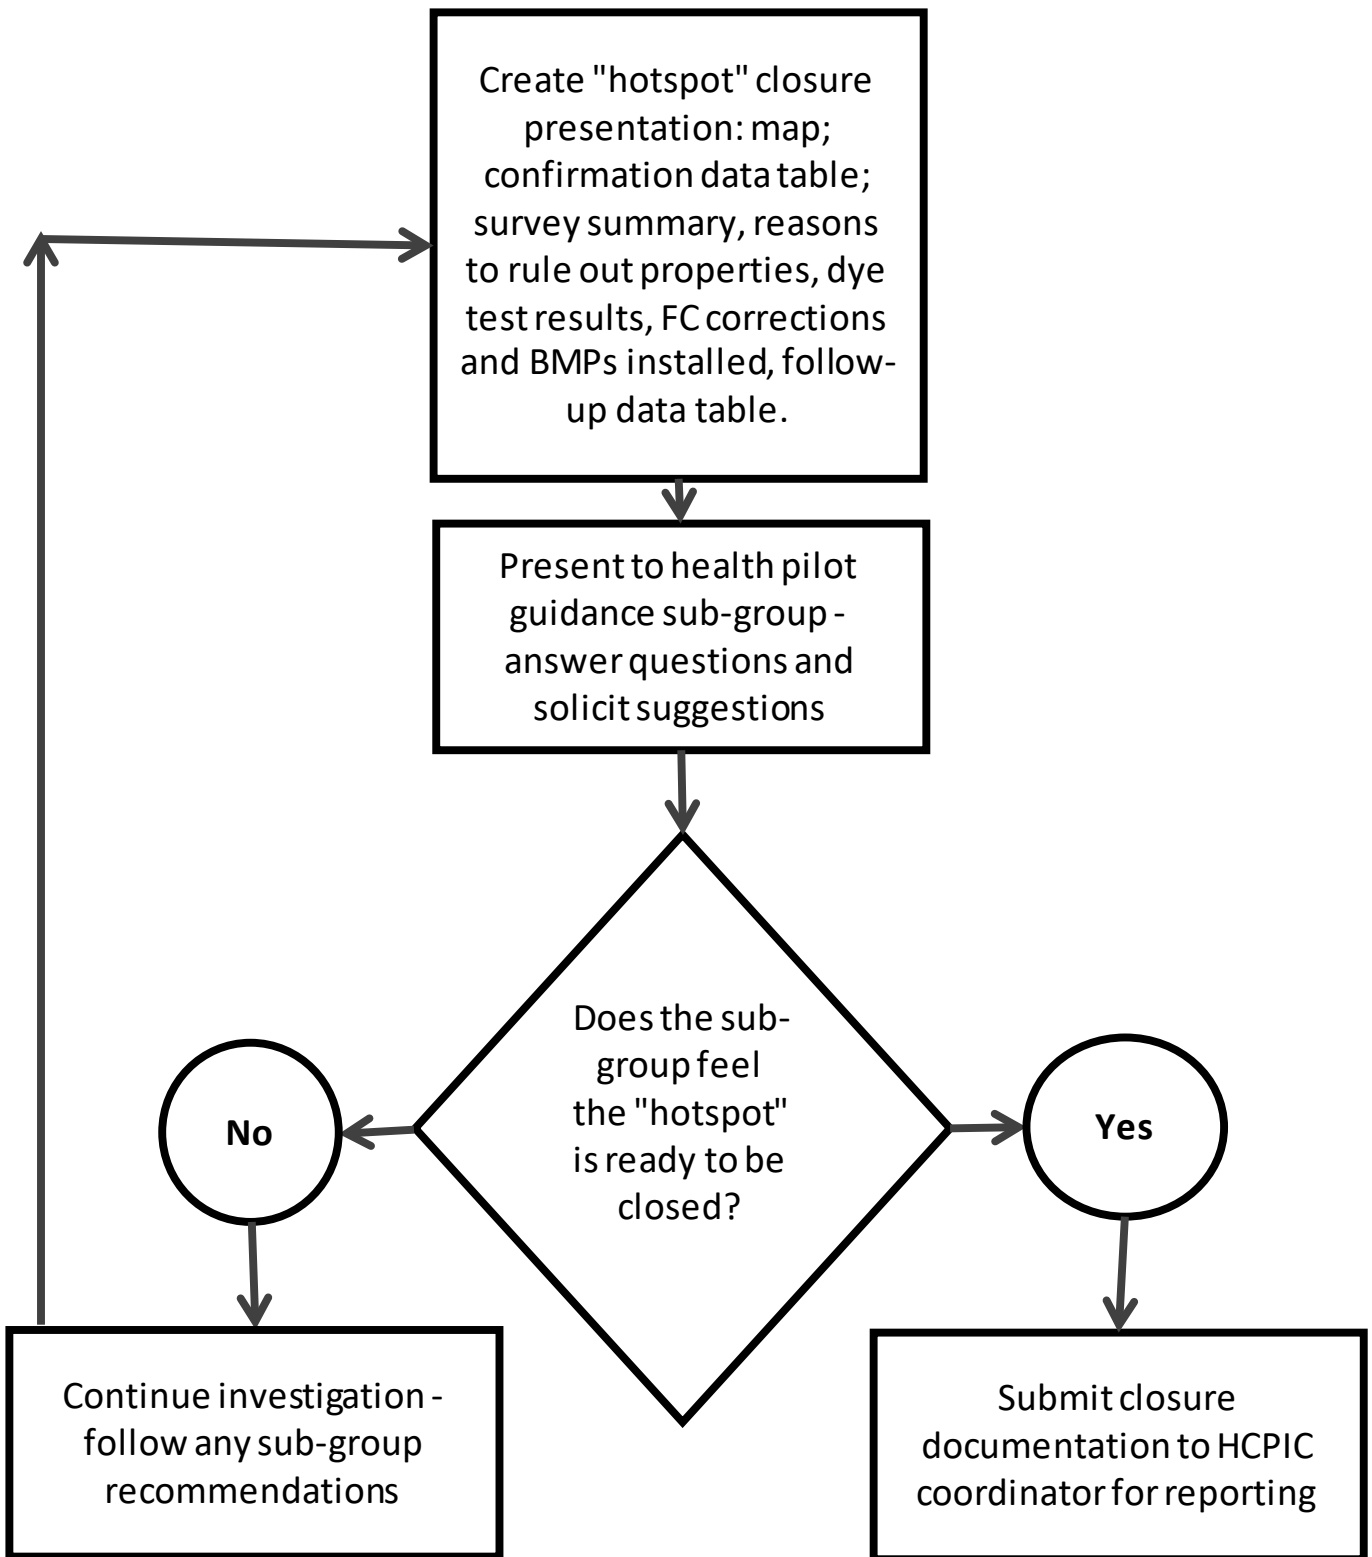 Create "hotspot" closure
presentation: map;
confirmation data table;
survey summary, reasons
to rule out properties, dye
test results, FC corrections
and BMPs installed, follow-
up data table.
Present to health pilot
guidance sub-group -
answer questions and
solicit suggestions
Does the sub-
group feel
the "hotspot"
is ready to be
closed?
No
Yes
Continue investigation -
follow any sub-group
recommendations
Submit closure
documentation to HCPIC
coordinator for reporting